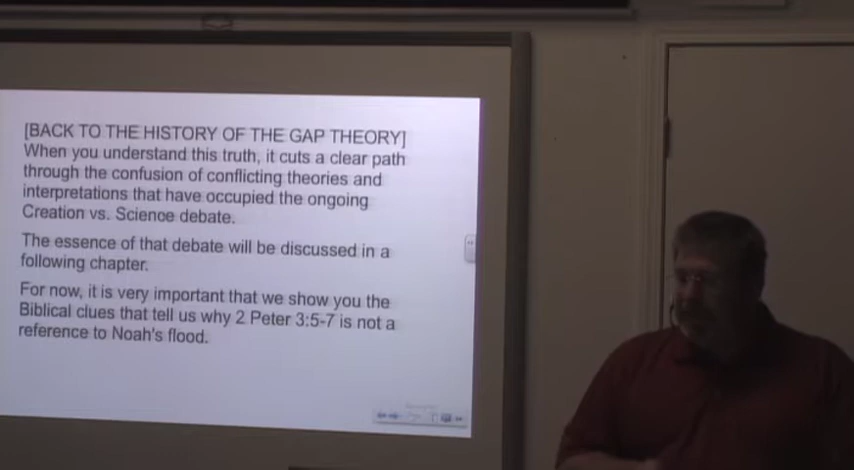 [BACK TO THE HISTORY OF THE GAP THEORY]
When you understand this truth, it cuts a clear path
through the confusion of conflicting theories and
interpretations that have occupied the ongoing
Creation vs. Science debate.
The essence of that debate will be discussed in a
following chapter.
For now, it is very important that we show you the
Biblical clues that tell us why 2 Peter 3:5-7 is not a
reference to Noah's flood.